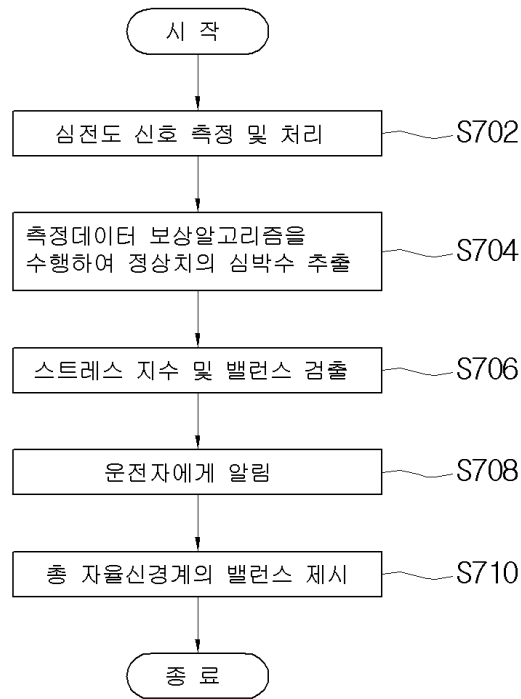 시 작
심전도 신호 측정 및 처리
S702
측정데이터 보상알고리즘을
수행하여 정상치의 심박수 추출
S704
스트레스 지수 및 밸런스 검출
S706
운전자에게 알림
S708
총 자율신경계의 밸런스 제시
S710
종 료